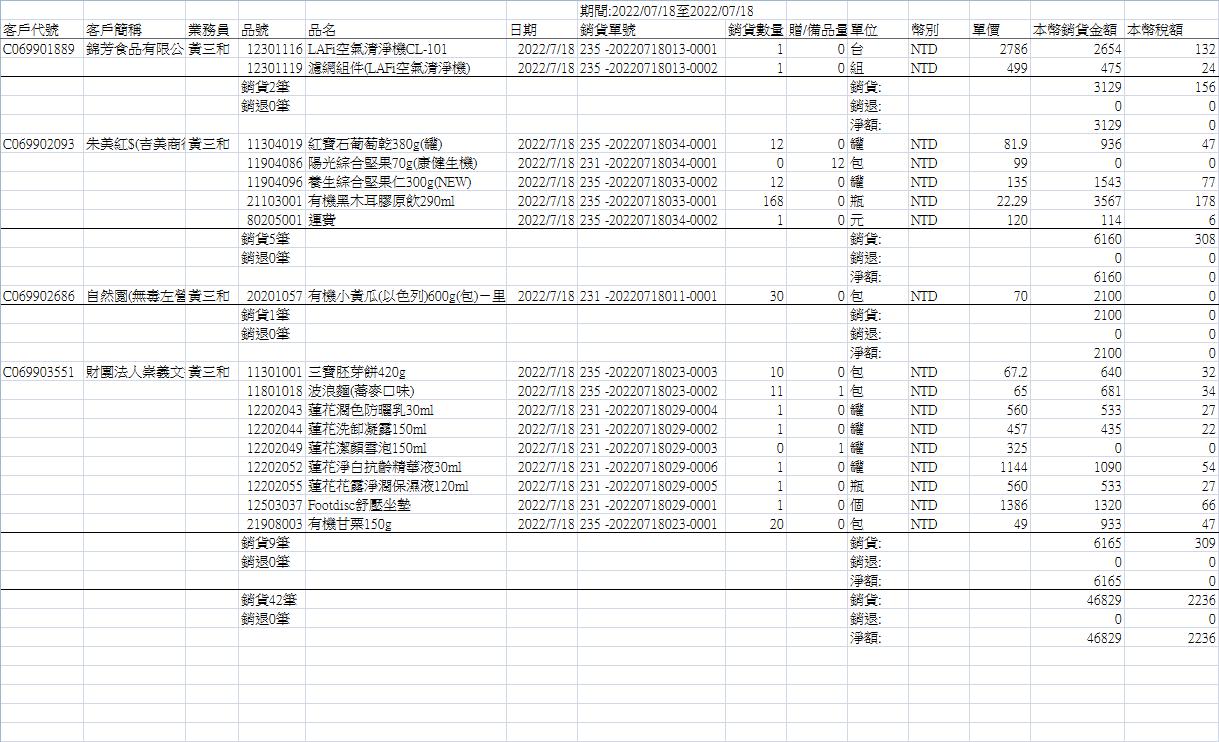 期間:2022/07/18至2022/07/18
客戶代號 客戶簡稱 業務員 品號 品名 日期 銷貨單號 銷貨數量 贈/備品量 單位 幣別 單價 本幣銷貨金額 本幣稅額
C069901889 錦芳食品有限公 黃三和 12301116 LAFi空氣清淨機CL-101 2022/7/18 235 -20220718013-0001 1 0 台 NTD 2786 2654 132
12301119 濾網組件(LAFi空氣清淨機) 2022/7/18 235 -20220718013-0002 1 0 組 NTD 499 475 24
銷貨2筆 銷貨: 3129 156
銷退0筆 銷退: 0 0
淨額: 3129 0
C069902093 朱美紅$(吉美商行 黃三和 11304019 紅寶石葡萄乾380g(罐) 2022/7/18 235 -20220718034-0001 12 0 罐 NTD 81.9 936 47
11904086 陽光綜合堅果70g(康健生機) 2022/7/18 231 -20220718034-0001 0 12 包 NTD 99 0 0
11904096 養生綜合堅果仁300g(NEW) 2022/7/18 235 -20220718033-0002 12 0 罐 NTD 135 1543 77
21103001 有機黑木耳膠原飲290ml 2022/7/18 235 -20220718033-0001 168 0 瓶 NTD 22.29 3567 178
80205001 運費 2022/7/18 235 -20220718034-0002 1 0 元 NTD 120 114 6
銷貨5筆 銷貨: 6160 308
銷退0筆 銷退: 0 0
淨額: 6160 0
C069902686 自然園(無毒左營 黃三和 20201057 有機小黃瓜(以色列)600g(包)－里 2022/7/18 231 -20220718011-0001 30 0 包 NTD 70 2100 0
銷貨1筆 銷貨: 2100 0
銷退0筆 銷退: 0 0
淨額: 2100 0
C069903551 財團法人崇義文 黃三和 11301001 三寶胚芽餅420g 2022/7/18 235 -20220718023-0003 10 0 包 NTD 67.2 640 32
11801018 波浪麵(蕎麥口味) 2022/7/18 235 -20220718023-0002 11 1 包 NTD 65 681 34
12202043 蓮花潤色防曬乳30ml 2022/7/18 231 -20220718029-0004 1 0 罐 NTD 560 533 27
12202044 蓮花洗卸凝露150ml 2022/7/18 231 -20220718029-0002 1 0 罐 NTD 457 435 22
12202049 蓮花潔顏雪泡150ml 2022/7/18 231 -20220718029-0003 0 1 罐 NTD 325 0 0
12202052 蓮花淨白抗齡精華液30ml 2022/7/18 231 -20220718029-0006 1 0 罐 NTD 1144 1090 54
12202055 蓮花花露淨潤保濕液120ml 2022/7/18 231 -20220718029-0005 1 0 瓶 NTD 560 533 27
12503037 Footdisc舒壓坐墊 2022/7/18 231 -20220718029-0001 1 0 個 NTD 1386 1320 66
21908003 有機甘栗150g 2022/7/18 235 -20220718023-0001 20 0 包 NTD 49 933 47
銷貨9筆 銷貨: 6165 309
銷退0筆 銷退: 0 0
淨額: 6165 0
銷貨42筆 銷貨: 46829 2236
銷退0筆 銷退: 0 0
淨額: 46829 2236